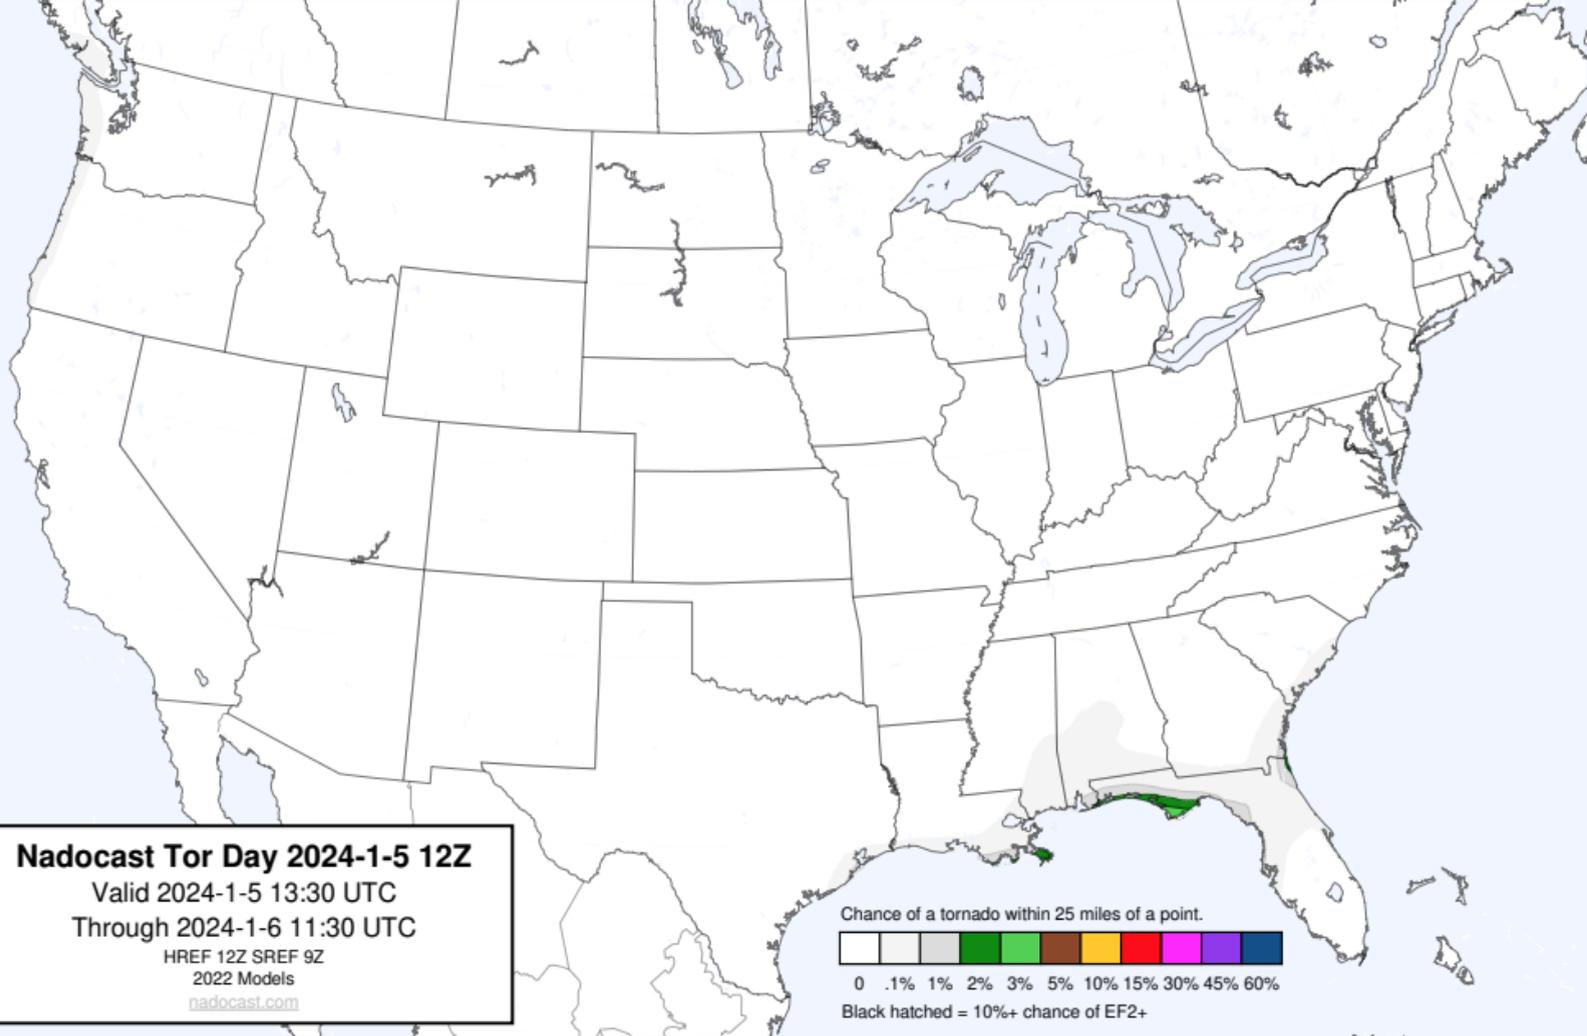 Nadocast Tor Day 2024-1-5 12Z
Valid 2024-1-5 13:30 UTC
Through 2024-1-6 11:30 UTC
HREF 12Z SREF 9Z
2022 Models
nadocast.com
Chance of a tornado within 25 miles of a point.
0 .1% 1% 2% 3% 5% 10% 15% 30% 45% 60%
Black hatched = 10%+ chance of EF2+